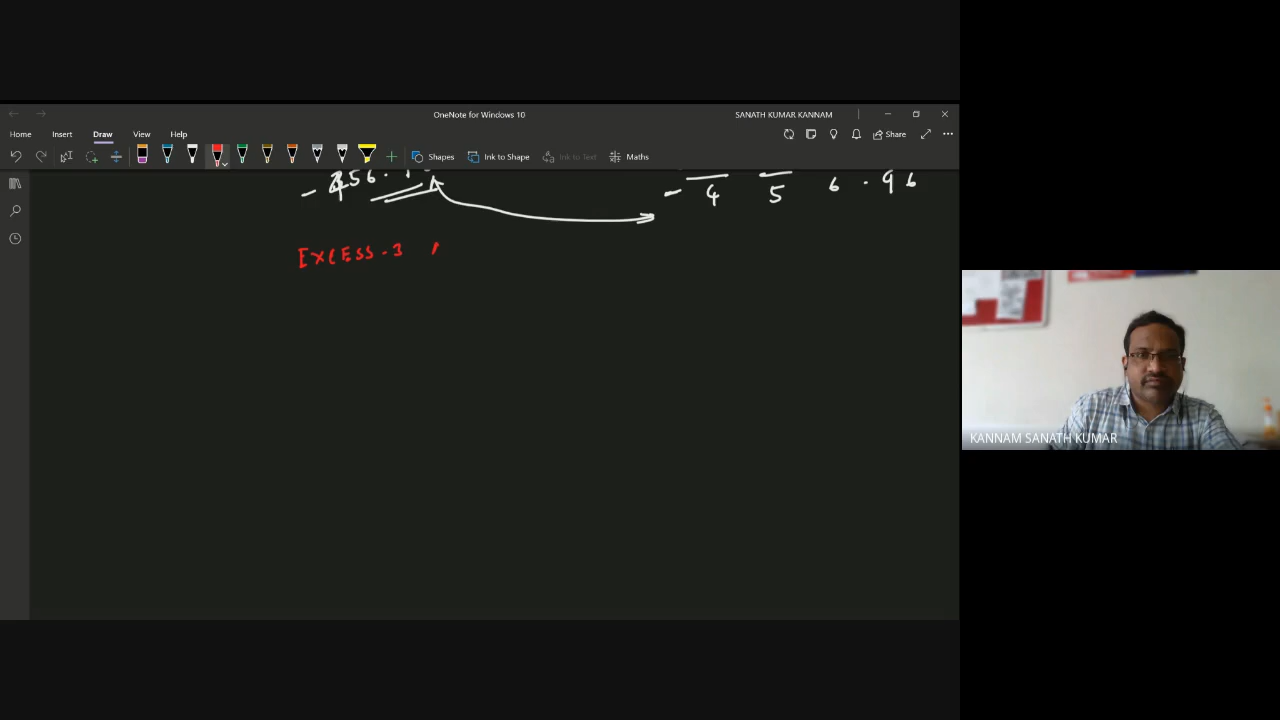 OneNote for Windows 10
SANATH KUMAR KANNAM
Home Insert Draw View Help
Share
Shapes
Ink to Shape
Ink to Text
Maths
- 4 5 6 . 9 6
EXCESS-3
KANNAM SANATH KUMAR